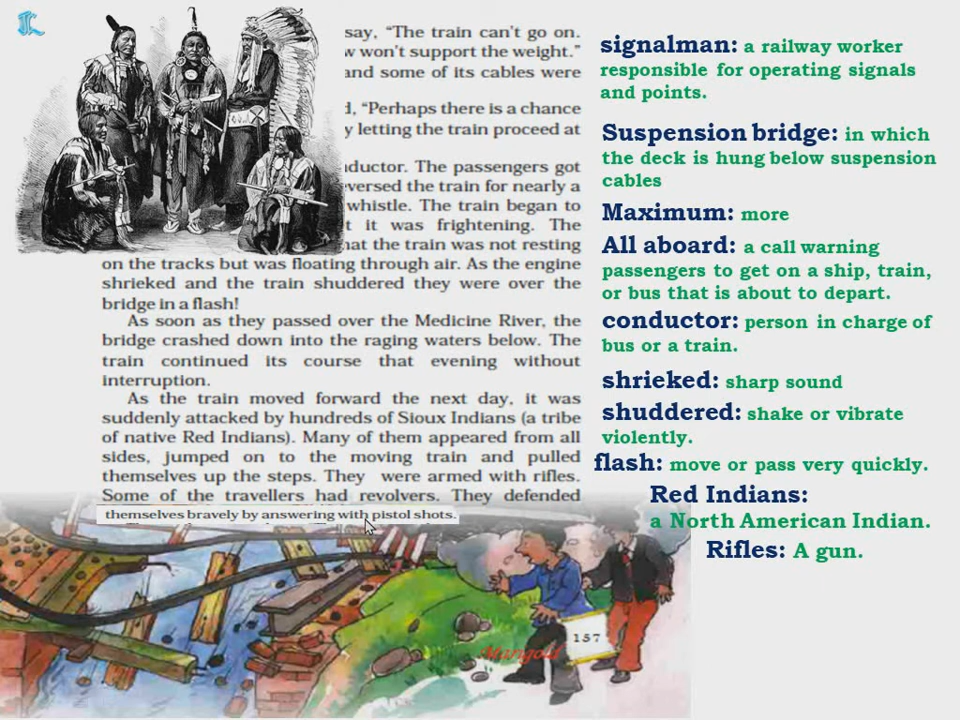 say, "The train can't go on.
w won't support the weight."
and some of its cables were
d, "Perhaps there is a chance
y letting the train proceed at
nductor. The passengers got
eversed the train for nearly a
whistle. The train began to
t it was frightening. The
hat the train was not resting
on the tracks but was floating through air. As the engine
shrieked and the train shuddered they were over the
bridge in a flash!
As soon as they passed over the Medicine River, the
bridge crashed down into the raging waters below. The
train continued its course that evening without
interruption.
As the train moved forward the next day, it was
suddenly attacked by hundreds of Sioux Indians (a tribe
of native Red Indians). Many of them appeared from all
sides, jumped on to the moving train and pulled
themselves up the steps. They were armed with rifles.
Some of the travellers had revolvers. They defended
themselves bravely by answering with pistol shots.
157
signalman: a railway worker
responsible for operating signals
and points.
Suspension bridge: in which
the deck is hung below suspension
cables
Maximum: more
All aboard: a call warning
passengers to get on a ship, train,
or bus that is about to depart.
conductor: person in charge of
bus or a train.
shrieked: sharp sound
shuddered: shake or vibrate
violently.
flash: move or pass very quickly.
Red Indians:
a North American Indian.
Rifles: A gun.